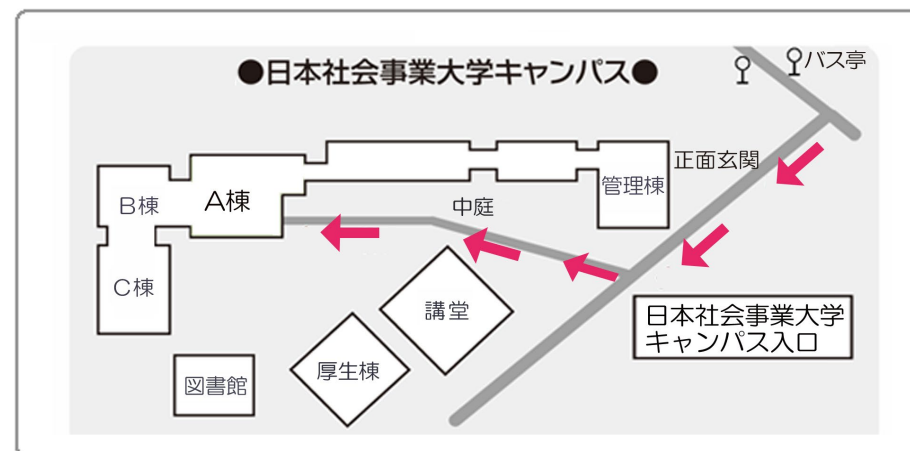 ●日本社会事業大学キャンパス●
バス亭
正面玄関
管理棟
B棟
A棟
中庭
C棟
講堂
日本社会事業大学
キャンパス入口
厚生棟
図書館